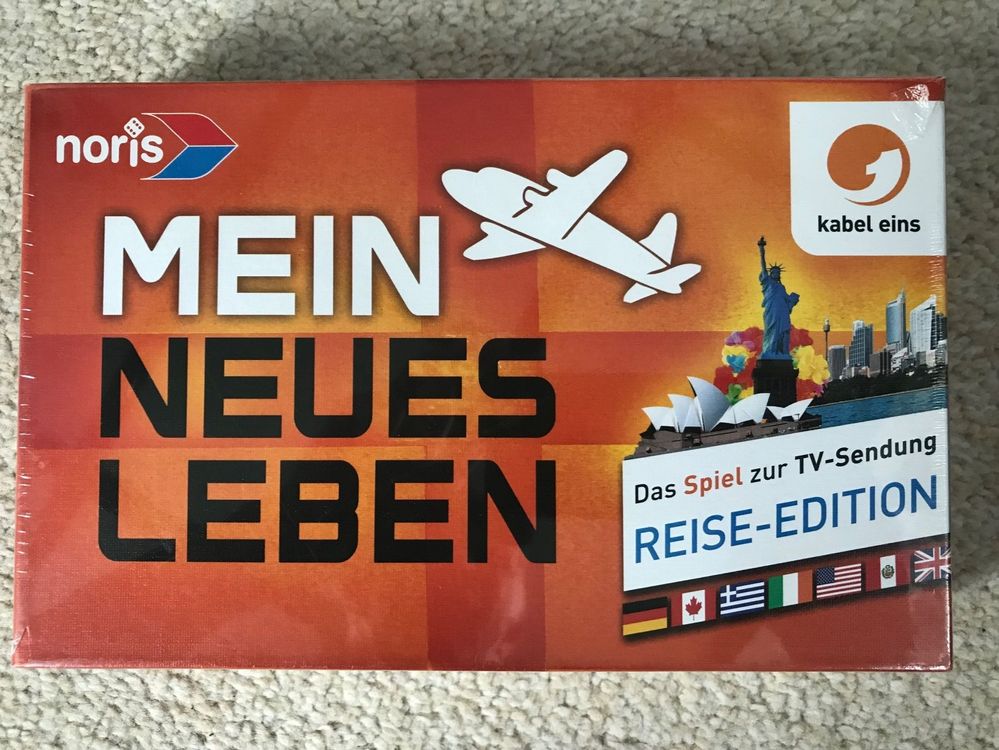 noris
kabel eins
MEIN
NEUES
LEBEN
Das Spiel zur TV-Sendung
REISE-EDITION